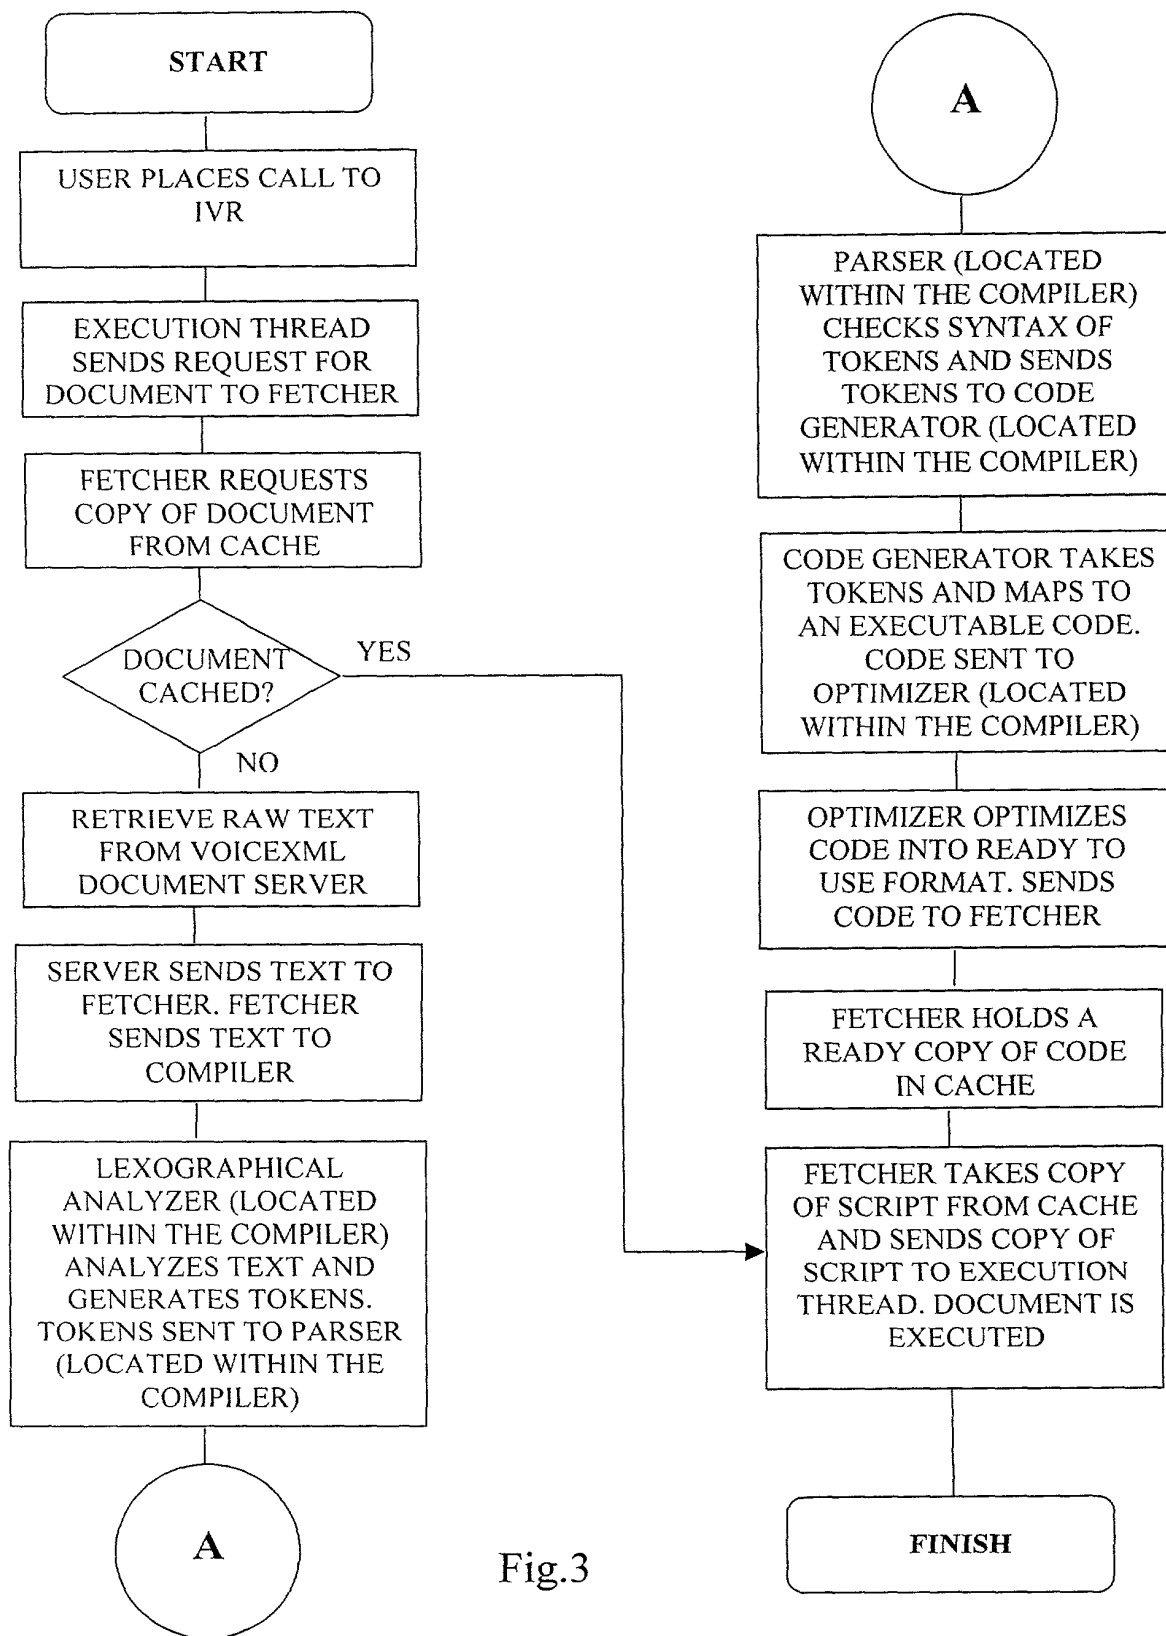 START
USER PLACES CALL TO
IVR
EXECUTION THREAD
SENDS REQUEST FOR
DOCUMENT TO FETCHER
FETCHER REQUESTS
COPY OF DOCUMENT
FROM CACHE
DOCUMENT
CACHED?
YES
NO
RETRIEVE RAW TEXT
FROM VOICEXML
DOCUMENT SERVER
SERVER SENDS TEXT TO
FETCHER. FETCHER
SENDS TEXT TO
COMPILER
LEXOGRAPHICAL
ANALYZER (LOCATED
WITHIN THE COMPILER)
ANALYZES TEXT AND
GENERATES TOKENS.
TOKENS SENT TO PARSER
(LOCATED WITHIN THE
COMPILER)
A
A
PARSER (LOCATED
WITHIN THE COMPILER)
CHECKS SYNTAX OF
TOKENS AND SENDS
TOKENS TO CODE
GENERATOR (LOCATED
WITHIN THE COMPILER)
CODE GENERATOR TAKES
TOKENS AND MAPS TO
AN EXECUTABLE CODE.
CODE SENT TO
OPTIMIZER (LOCATED
WITHIN THE COMPILER)
OPTIMIZER OPTIMIZES
CODE INTO READY TO
USE FORMAT. SENDS
CODE TO FETCHER
FETCHER HOLDS A
READY COPY OF CODE
IN CACHE
FETCHER TAKES COPY
OF SCRIPT FROM CACHE
AND SENDS COPY OF
SCRIPT TO EXECUTION
THREAD. DOCUMENT IS
EXECUTED
FINISH
Fig.3